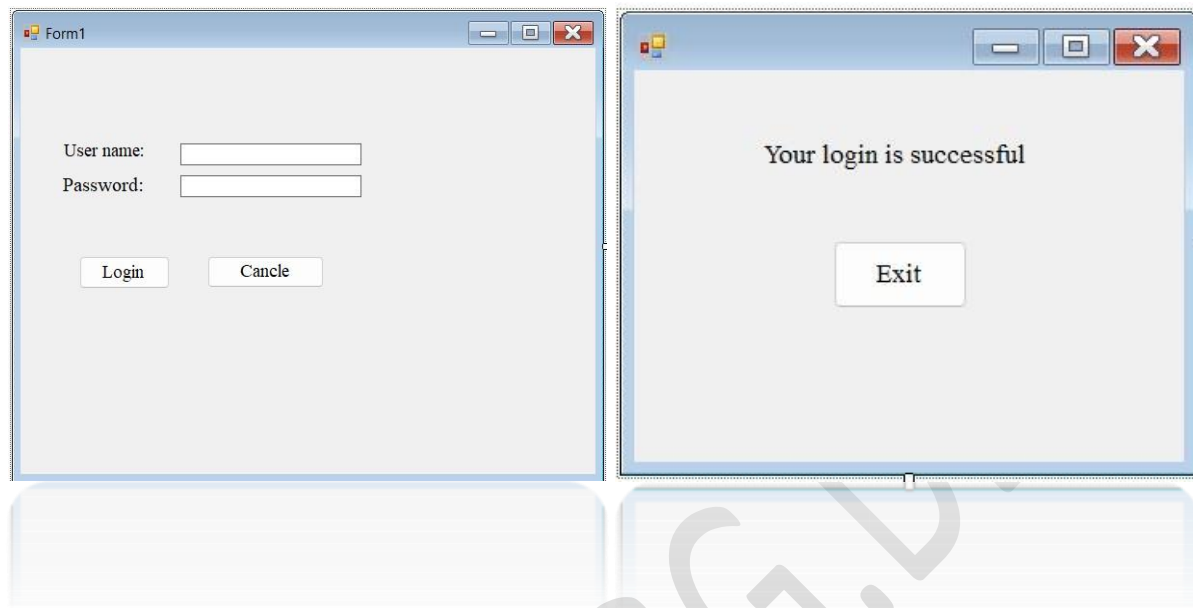 Form1
User name:
Password:
Login Cancle
Your login is successful
Exit